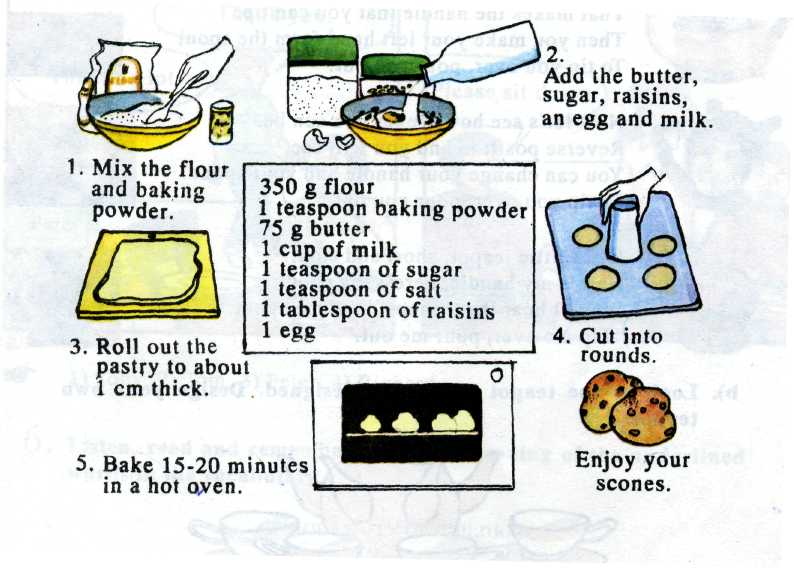 1. Mix the flour
and baking
powder.
2.
Add the butter,
sugar, raisins,
an egg and milk.
350 g flour
1 teaspoon baking powder
75 g butter
1 cup of milk
1 teaspoon of sugar
1 teaspoon of salt
1 tablespoon of raisins
1 egg
3. Roll out the
pastry to about
1 cm thick.
4. Cut into
rounds.
5. Bake 15-20 minutes
in a hot oven.
Enjoy your
scones.